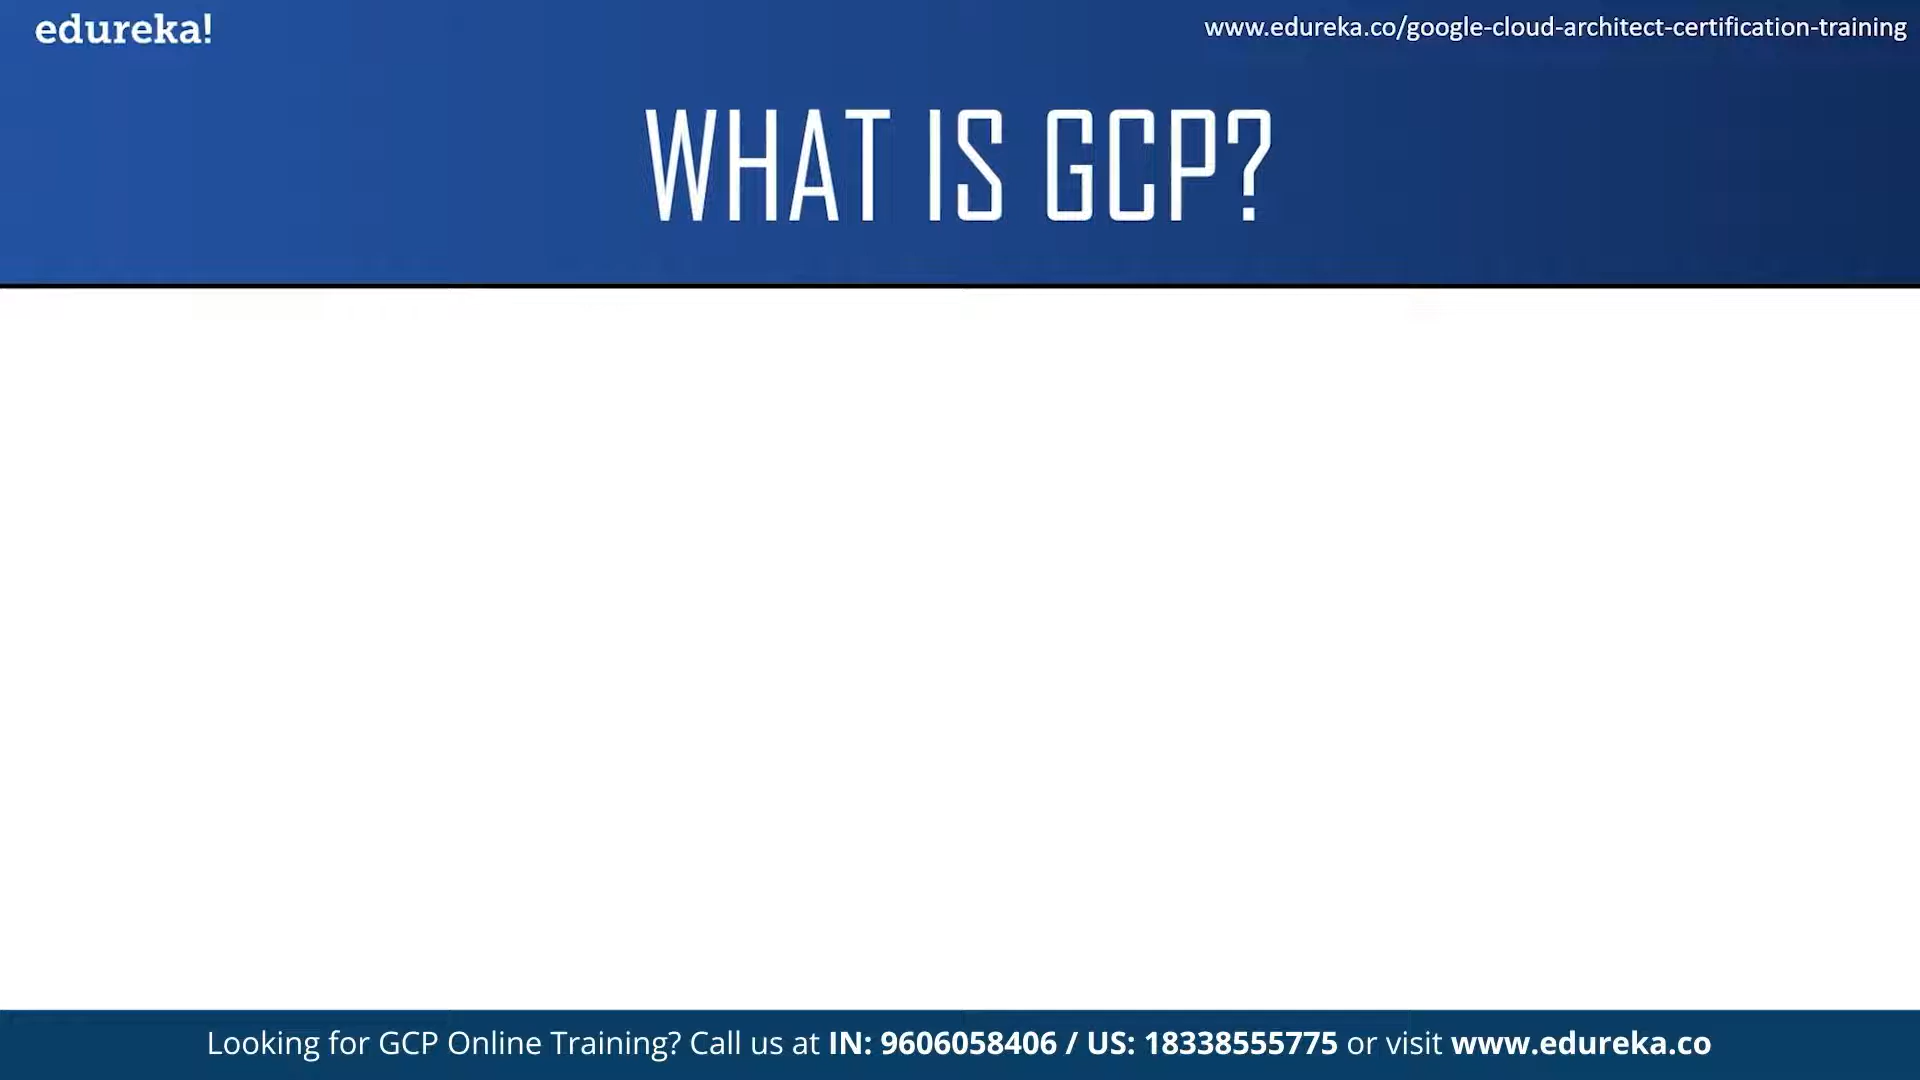 edureka!
www.edureka.co/google-cloud-architect-certification-training
WHAT IS GCP?
Looking for GCP Online Training? Call us at IN: 9606058406 / US: 18338555775 or visit www.edureka.co